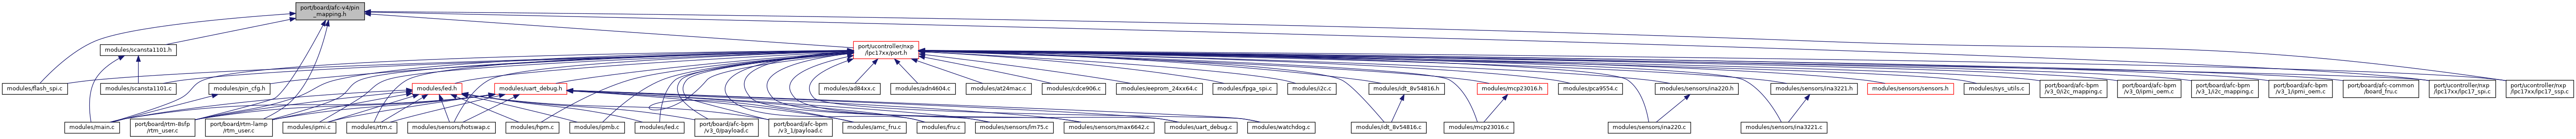 port/board/afc-v4/pin
_mapping.h
modules/scansta1101.h
port/ucontroller/nxp
/lpc17xx/port.h
modules/flash_spi.c
modules/scansta1101.c
modules/pin_cfg.h
modules/led.h
modules/uart_debug.h
modules/ad84xx.c
modules/adn4604.c
modules/at24mac.c
modules/cdce906.c
modules/eeprom_24xx64.c
modules/fpga_spi.c
modules/i2c.c
modules/idt_8v54816.h
modules/mcp23016.h
modules/pca9554.c
modules/sensors/ina220.h
modules/sensors/ina3221.h
modules/sensors/sensors.h
modules/sys_utils.c
port/board/afc-bpm
/v3_0/i2c_mapping.c
port/board/afc-bpm
/v3_0/ipmi_oem.c
port/board/afc-bpm
/v3_1/i2c_mapping.c
port/board/afc-bpm
/v3_1/ipmi_oem.c
port/board/afc-common
/board_fru.c
port/ucontroller/nxp
/lpc17xx/lpc17_spi.c
port/ucontroller/nxp
/lpc17xx/lpc17_ssp.c
modules/main.c
port/board/rtm-8sfp
/rtm_user.c
port/board/rtm-lamp
/rtm_user.c
modules/ipmi.c
modules/rtm.c
modules/sensors/hotswap.c
modules/hpm.c
modules/ipmb.c
modules/led.c
port/board/afc-bpm
/v3_0/payload.c
port/board/afc-bpm
/v3_1/payload.c
modules/amc_fru.c
modules/fru.c
modules/sensors/lm75.c
modules/sensors/max6642.c
modules/uart_debug.c
modules/watchdog.c
modules/idt_8v54816.c
modules/mcp23016.c
modules/sensors/ina220.c
modules/sensors/ina3221.c